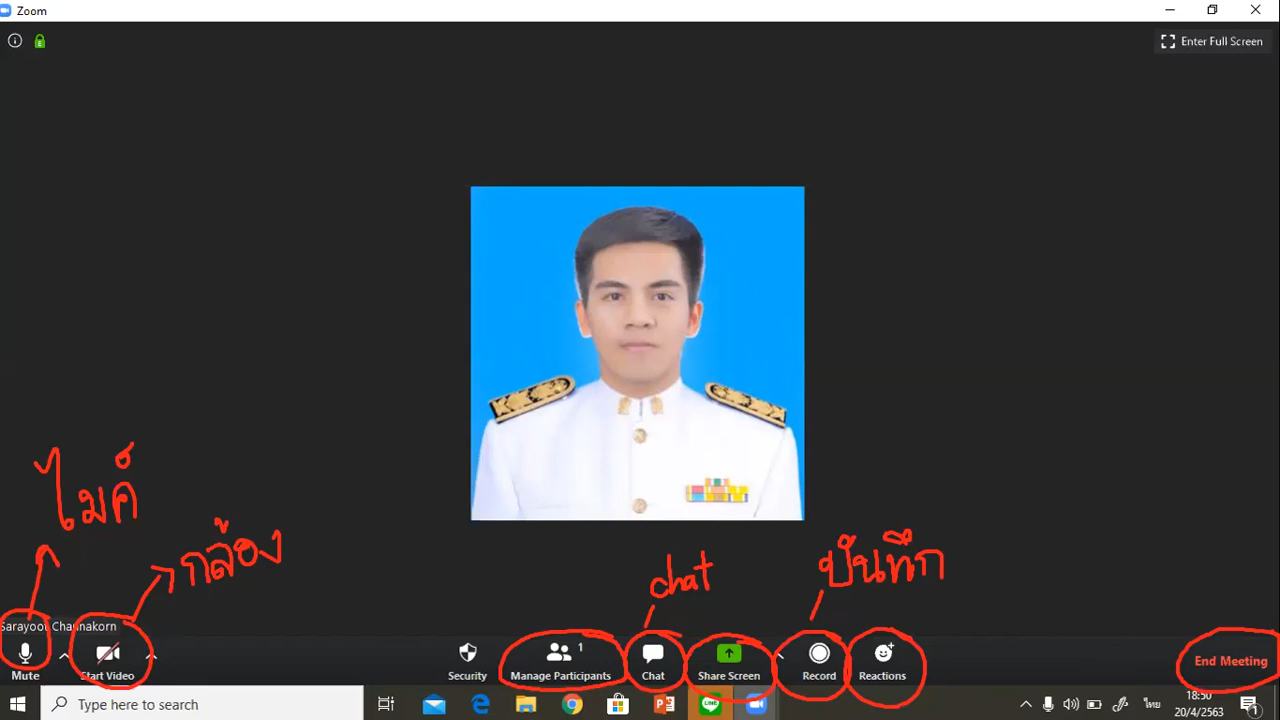 Zoom
Enter Full Screen
ไมค์
กล้อง
chat
บันทึก
Sarayoot Channakorn
1
Mute
Start Video
Security
Manage Participants
Chat
Share Screen
Record
Reactions
End Meeting
Type here to search
ไทย
18:50
20/4/2563
1